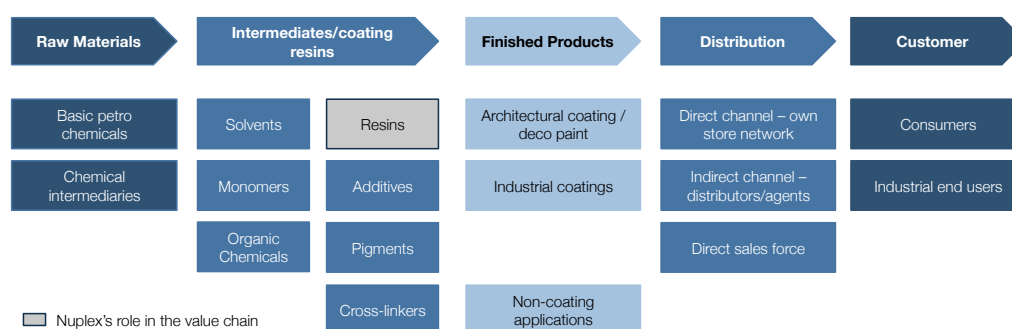 Raw Materials
Intermediates/coating
resins
Finished Products
Distribution
Customer
Basic petro
chemicals
Solvents
Resins
Architectural coating /
deco paint
Direct channel – own
store network
Consumers
Chemical
intermediaries
Monomers
Additives
Industrial coatings
Indirect channel –
distributors/agents
Industrial end users
Organic
Chemicals
Pigments
Direct sales force
Cross-linkers
Non-coating
applications
Nuplex's role in the value chain